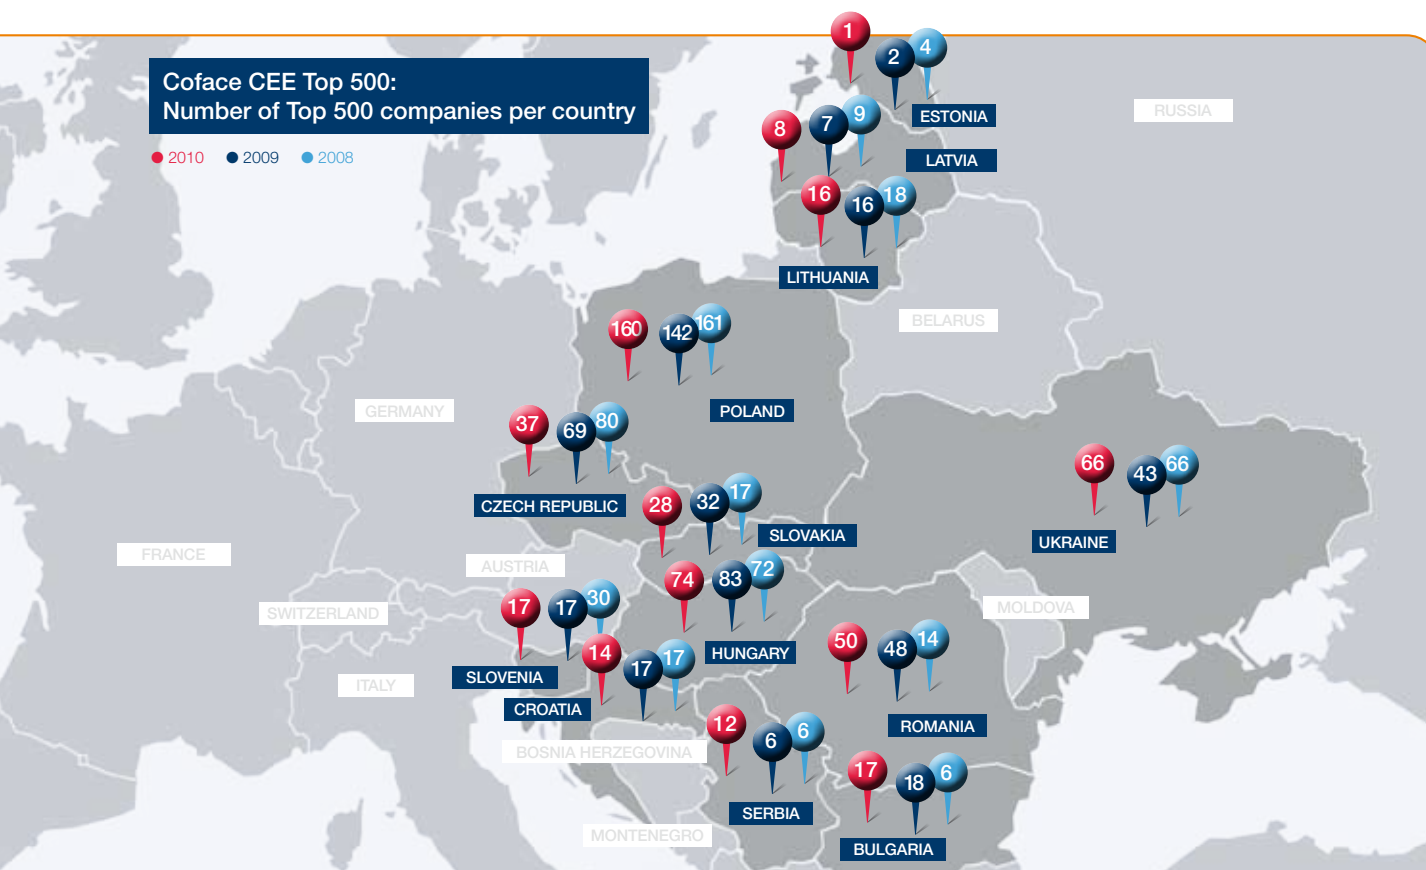 Coface CEE Top 500:
Number of Top 500 companies per country
2010 2009 2008
1 2 4
ESTONIA
RUSSIA
8 7 9
LATVIA
16 16 18
LITHUANIA
BELARUS
160 142 161
POLAND
GERMANY
37 69 80
CZECH REPUBLIC
66 43 66
UKRAINE
28 32 17
SLOVAKIA
FRANCE
AUSTRIA
74 83 72
HUNGARY
SWITZERLAND
MOLDOVA
17 17 30
SLOVENIA
14 17 17
CROATIA
50 48 14
ROMANIA
ITALY
BOSNIA HERZEGOVINA
12 6 6
SERBIA
17 18 6
BULGARIA
MONTENEGRO